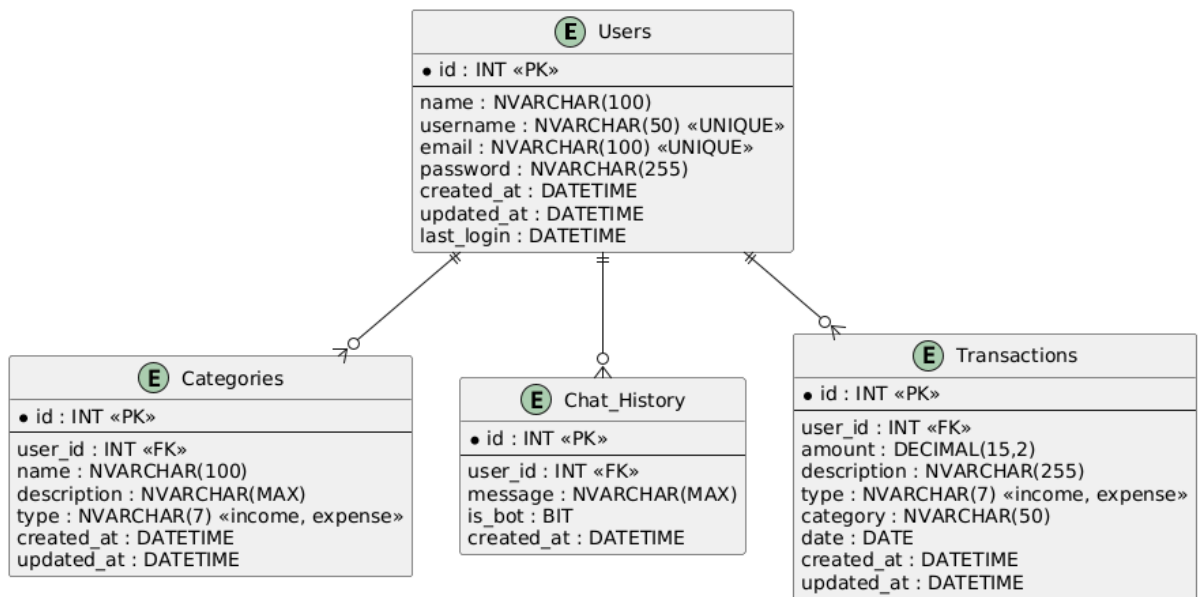 E Users
id : INT «PK»
name : NVARCHAR(100)
username : NVARCHAR(50) «UNIQUE»
email : NVARCHAR(100) «UNIQUE»
password : NVARCHAR(255)
created_at : DATETIME
updated_at : DATETIME
last_login : DATETIME
E Categories
id : INT «PK»
user_id : INT «FK»
name : NVARCHAR(100)
description : NVARCHAR(MAX)
type : NVARCHAR(7) «income, expense»
created_at : DATETIME
updated_at : DATETIME
E Chat_History
id : INT «PK»
user_id : INT «FK»
message : NVARCHAR(MAX)
is_bot : BIT
created_at : DATETIME
E Transactions
id : INT «PK»
user_id : INT «FK»
amount : DECIMAL(15,2)
description : NVARCHAR(255)
type : NVARCHAR(7) «income, expense»
category : NVARCHAR(50)
date : DATE
created_at : DATETIME
updated_at : DATETIME